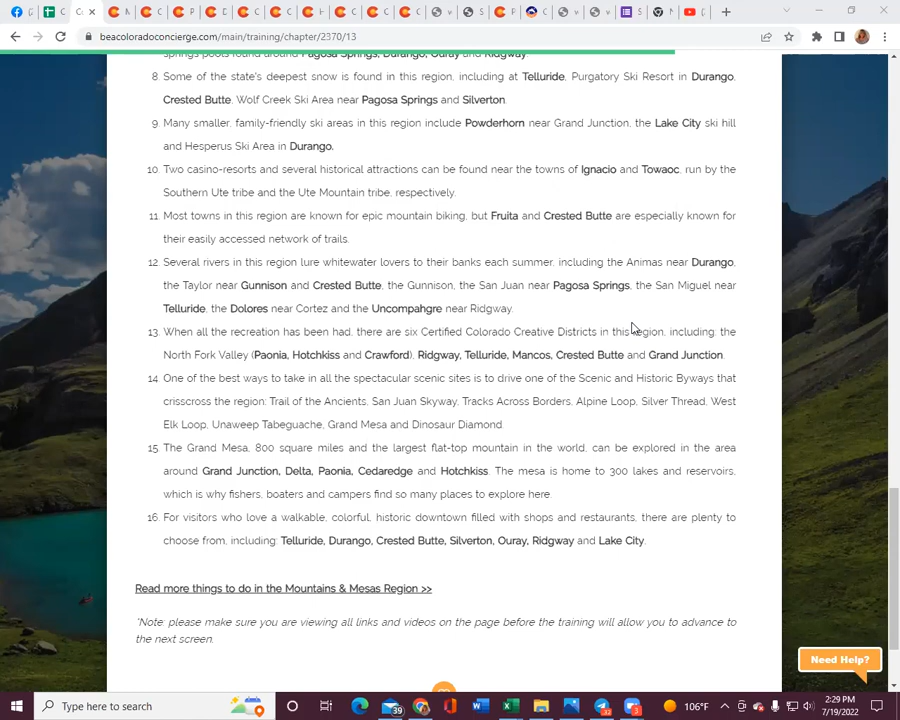 beacoloradoconcierge.com/main/training/chapter/2370/13
springs pools found around Pagosa Springs, Durango, Ouray and Ridgway.
8. Some of the state's deepest snow is found in this region, including at Telluride, Purgatory Ski Resort in Durango,
Crested Butte, Wolf Creek Ski Area near Pagosa Springs and Silverton.
9. Many smaller, family-friendly ski areas in this region include Powderhorn near Grand Junction, the Lake City ski hill
and Hesperus Ski Area in Durango.
10. Two casino-resorts and several historical attractions can be found near the towns of Ignacio and Towaoc, run by the
Southern Ute tribe and the Ute Mountain tribe, respectively.
11. Most towns in this region are known for epic mountain biking, but Fruita and Crested Butte are especially known for
their easily accessed network of trails.
12. Several rivers in this region lure whitewater lovers to their banks each summer, including the Animas near Durango,
the Taylor near Gunnison and Crested Butte, the Gunnison, the San Juan near Pagosa Springs, the San Miguel near
Telluride, the Dolores near Cortez and the Uncompahgre near Ridgway.
13. When all the recreation has been had, there are six Certified Colorado Creative Districts in this region, including: the
North Fork Valley (Paonia, Hotchkiss and Crawford), Ridgway, Telluride, Mancos, Crested Butte and Grand Junction.
14. One of the best ways to take in all the spectacular scenic sites is to drive one of the Scenic and Historic Byways that
crisscross the region: Trail of the Ancients, San Juan Skyway, Tracks Across Borders, Alpine Loop, Silver Thread, West
Elk Loop, Unaweep Tabeguache, Grand Mesa and Dinosaur Diamond.
15. The Grand Mesa, 800 square miles and the largest flat-top mountain in the world, can be explored in the area
around Grand Junction, Delta, Paonia, Cedaredge and Hotchkiss. The mesa is home to 300 lakes and reservoirs,
which is why fishers, boaters and campers find so many places to explore here.
16. For visitors who love a walkable, colorful, historic downtown filled with shops and restaurants, there are plenty to
choose from, including: Telluride, Durango, Crested Butte, Silverton, Ouray, Ridgway and Lake City.
Read more things to do in the Mountains & Mesas Region >>
*Note: please make sure you are viewing all links and videos on the page before the training will allow you to advance to
the next screen.
Need Help?
Type here to search
39
32
106°F
2:29 PM
7/19/2022